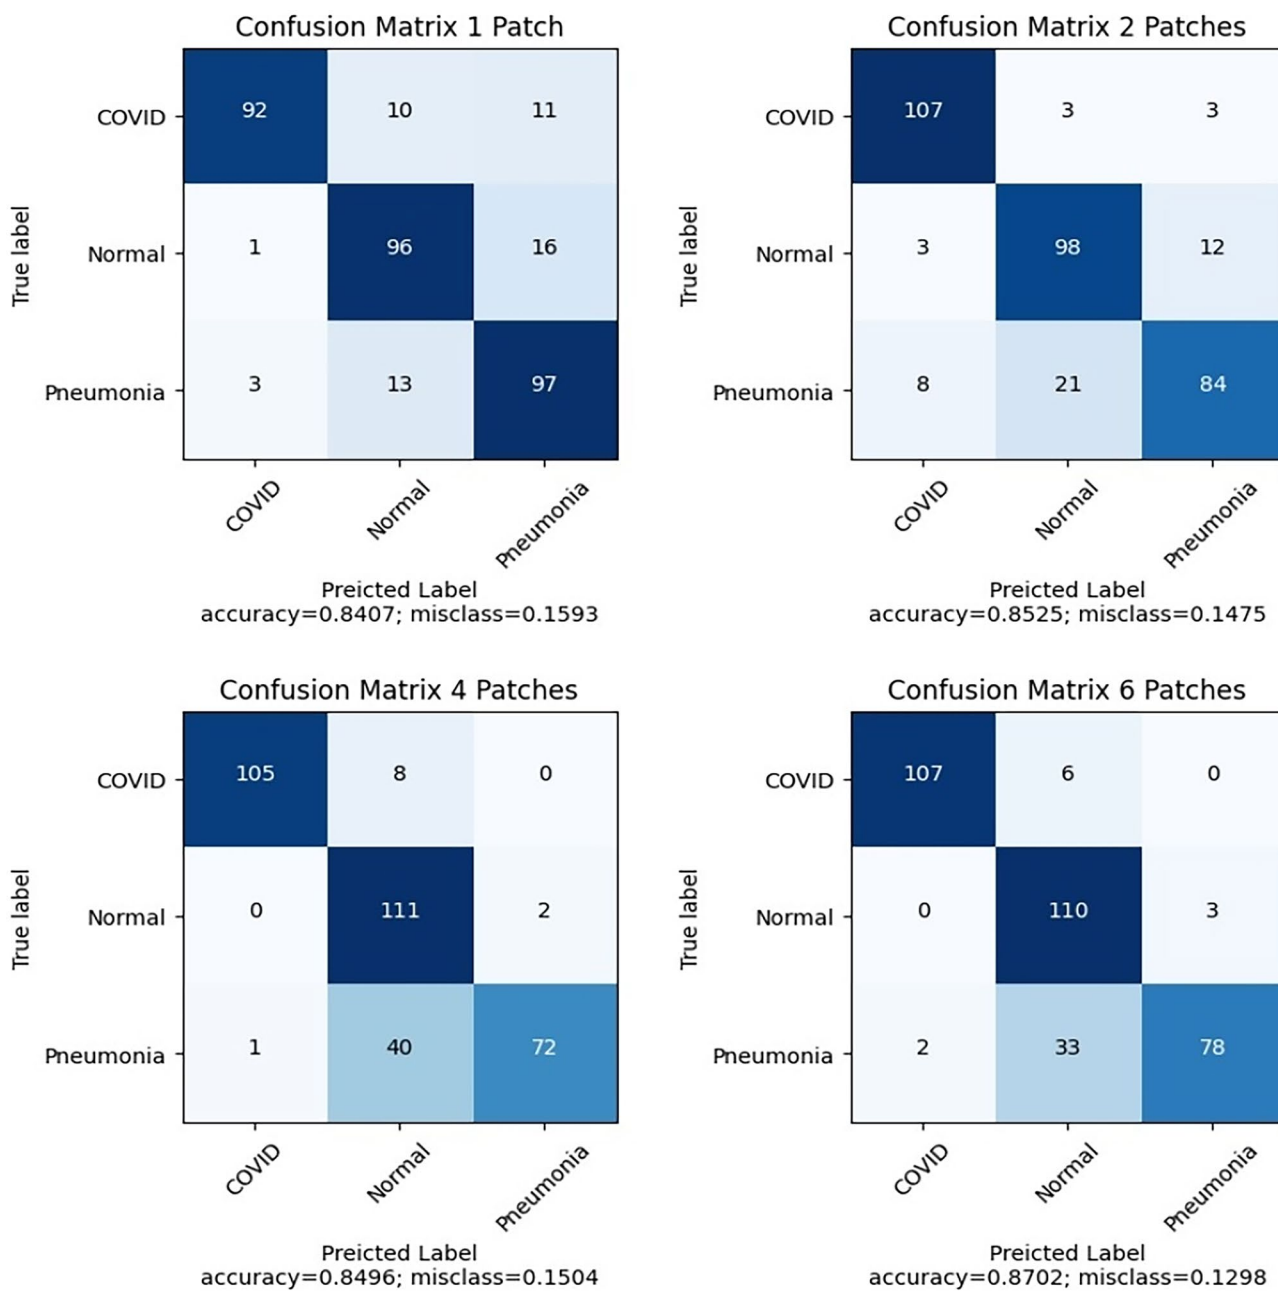 Confusion Matrix 1 Patch
True label
COVID 92 10 11
Normal 1 96 16
Pneumonia 3 13 97
COVID Normal Pneumonia
Preicted Label
accuracy=0.8407; misclass=0.1593
Confusion Matrix 2 Patches
True label
COVID 107 3 3
Normal 3 98 12
Pneumonia 8 21 84
COVID Normal Pneumonia
Preicted Label
accuracy=0.8525; misclass=0.1475
Confusion Matrix 4 Patches
True label
COVID 105 8 0
Normal 0 111 2
Pneumonia 1 40 72
COVID Normal Pneumonia
Preicted Label
accuracy=0.8496; misclass=0.1504
Confusion Matrix 6 Patches
True label
COVID 107 6 0
Normal 0 110 3
Pneumonia 2 33 78
COVID Normal Pneumonia
Preicted Label
accuracy=0.8702; misclass=0.1298